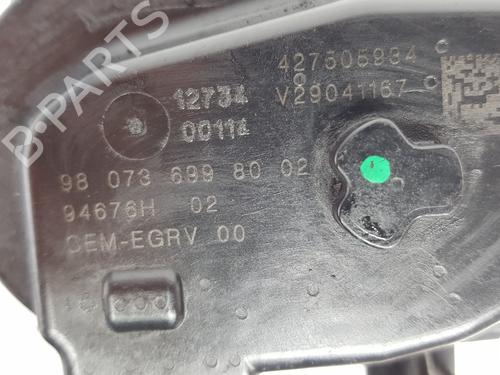 B-PARTS
427505934
12734 V29041167
00114
98 073 699 80 02
94676H 02
CEM-EGRV 00